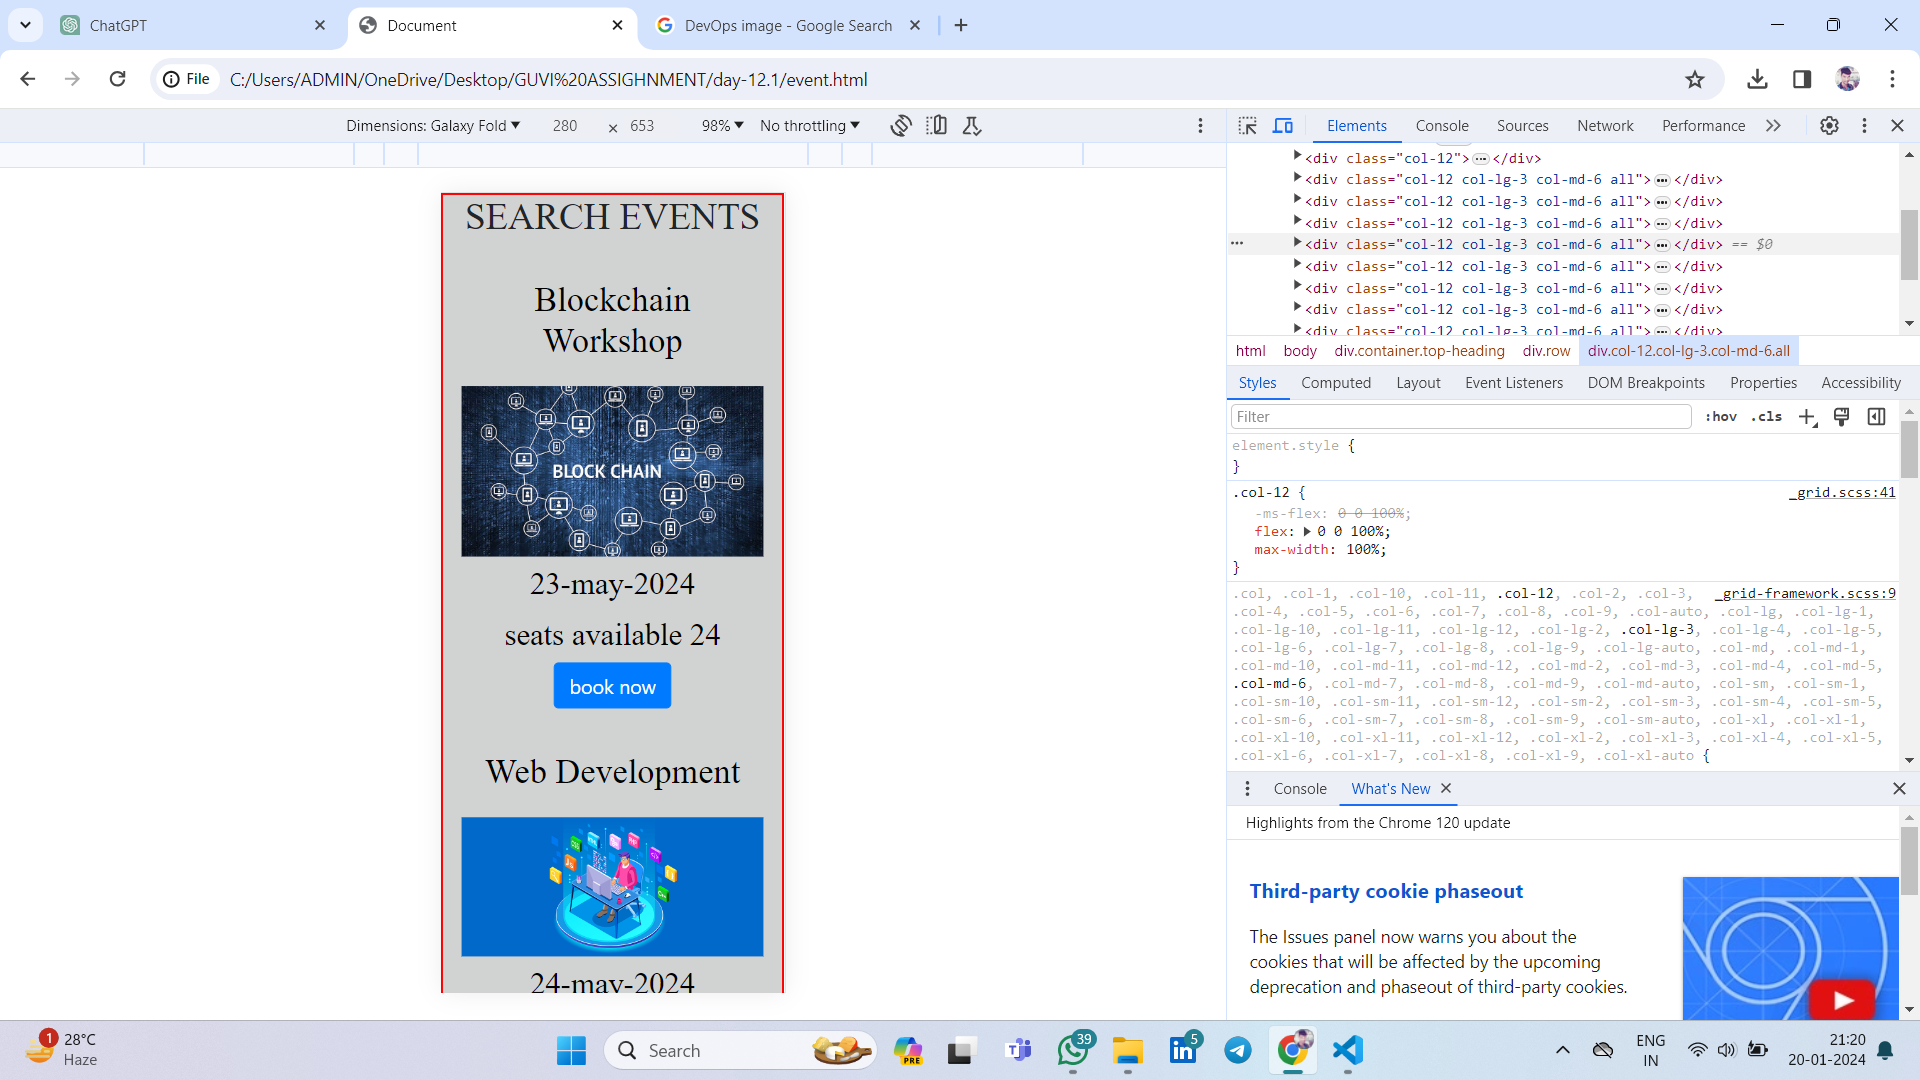 ChatGPT
Document
DevOps image - Google Search
File
C:/Users/ADMIN/OneDrive/Desktop/GUVI%20ASSIGHNMENT/day-12.1/event.html
Dimensions: Galaxy Fold
280
×
653
98%
No throttling
Elements
Console
Sources
Network
Performance
<div class="col-12">…</div>
<div class="col-12 col-lg-3 col-md-6 all">…</div>
<div class="col-12 col-lg-3 col-md-6 all">…</div>
<div class="col-12 col-lg-3 col-md-6 all">…</div>
<div class="col-12 col-lg-3 col-md-6 all">…</div> == $0
<div class="col-12 col-lg-3 col-md-6 all">…</div>
<div class="col-12 col-lg-3 col-md-6 all">…</div>
<div class="col-12 col-lg-3 col-md-6 all">…</div>
<div class="col-12 col-lg-3 col-md-6 all">…</div>
html
body
div.container.top-heading
div.row
div.col-12.col-lg-3.col-md-6.all
Styles
Computed
Layout
Event Listeners
DOM Breakpoints
Properties
Accessibility
Filter
:hov
.cls
element.style {
}
.col-12 {
_grid.scss:41
-ms-flex: 0 0 100%;
flex: 0 0 100%;
max-width: 100%;
}
.col, .col-1, .col-10, .col-11, .col-12, .col-2, .col-3,
_grid-framework.scss:9
.col-4, .col-5, .col-6, .col-7, .col-8, .col-9, .col-auto, .col-lg, .col-lg-1,
.col-lg-10, .col-lg-11, .col-lg-12, .col-lg-2, .col-lg-3, .col-lg-4, .col-lg-5,
.col-lg-6, .col-lg-7, .col-lg-8, .col-lg-9, .col-lg-auto, .col-md, .col-md-1,
.col-md-10, .col-md-11, .col-md-12, .col-md-2, .col-md-3, .col-md-4, .col-md-5,
.col-md-6, .col-md-7, .col-md-8, .col-md-9, .col-md-auto, .col-sm, .col-sm-1,
.col-sm-10, .col-sm-11, .col-sm-12, .col-sm-2, .col-sm-3, .col-sm-4, .col-sm-5,
.col-sm-6, .col-sm-7, .col-sm-8, .col-sm-9, .col-sm-auto, .col-xl, .col-xl-1,
.col-xl-10, .col-xl-11, .col-xl-12, .col-xl-2, .col-xl-3, .col-xl-4, .col-xl-5,
.col-xl-6, .col-xl-7, .col-xl-8, .col-xl-9, .col-xl-auto {
Console
What's New
Highlights from the Chrome 120 update
Third-party cookie phaseout
The Issues panel now warns you about the
cookies that will be affected by the upcoming
deprecation and phaseout of third-party cookies.
SEARCH EVENTS
Blockchain
Workshop
BLOCK CHAIN
23-may-2024
seats available 24
book now
Web Development
24-may-2024
1
28°C
Haze
Search
PRE
39
5
ENG
IN
21:20
20-01-2024